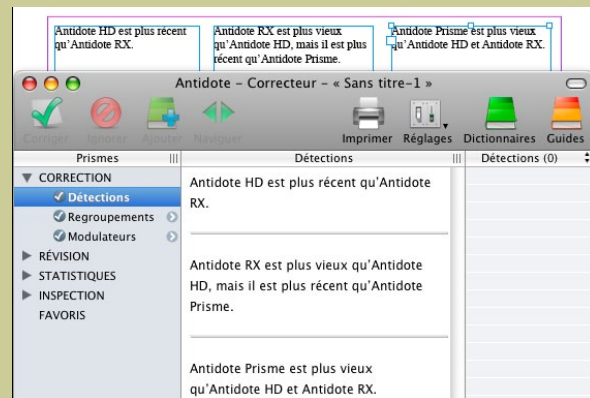 Antidote HD est plus récent
qu'Antidote RX.
Antidote RX est plus vieux
qu'Antidote HD, mais il est plus
récent qu'Antidote Prisme.
Antidote Prisme est plus vieux
qu'Antidote HD et Antidote RX.
Antidote – Correcteur – « Sans titre-1 »
Corriger Ignorer Ajouter Naviguer Imprimer Réglages Dictionnaires Guides
Prismes Détections Détections (0)
CORRECTION
Détections
Regroupements
Modulateurs
RÉVISION
STATISTIQUES
INSPECTION
FAVORIS
Antidote HD est plus récent qu'Antidote
RX.
Antidote RX est plus vieux qu'Antidote
HD, mais il est plus récent qu'Antidote
Prisme.
Antidote Prisme est plus vieux
qu'Antidote HD et Antidote RX.